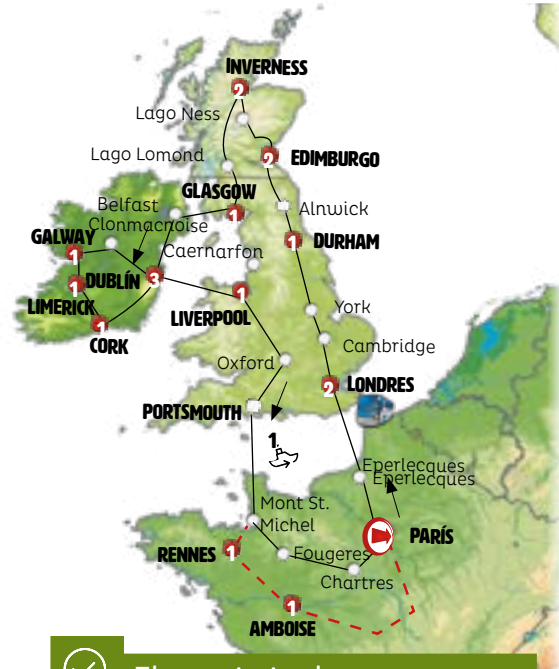 INVERNESS
2
Lago Ness
Lago Lomond
2 EDIMBURGO
GLASGOW
1
Belfast
Alnwick
Clonmacnoise
GALWAY
1
1 DURHAM
Caernarfon
DUBLÍN 3
1
LIMERICK
1
LIVERPOOL
1
CORK
York
Cambridge
Oxford
2 LONDRES
PORTSMOUTH
1
Eperlecques
Eperlecques
Mont St.
Michel
PARÍS
RENNES 1
Fougeres
Chartres
1
AMBOISE